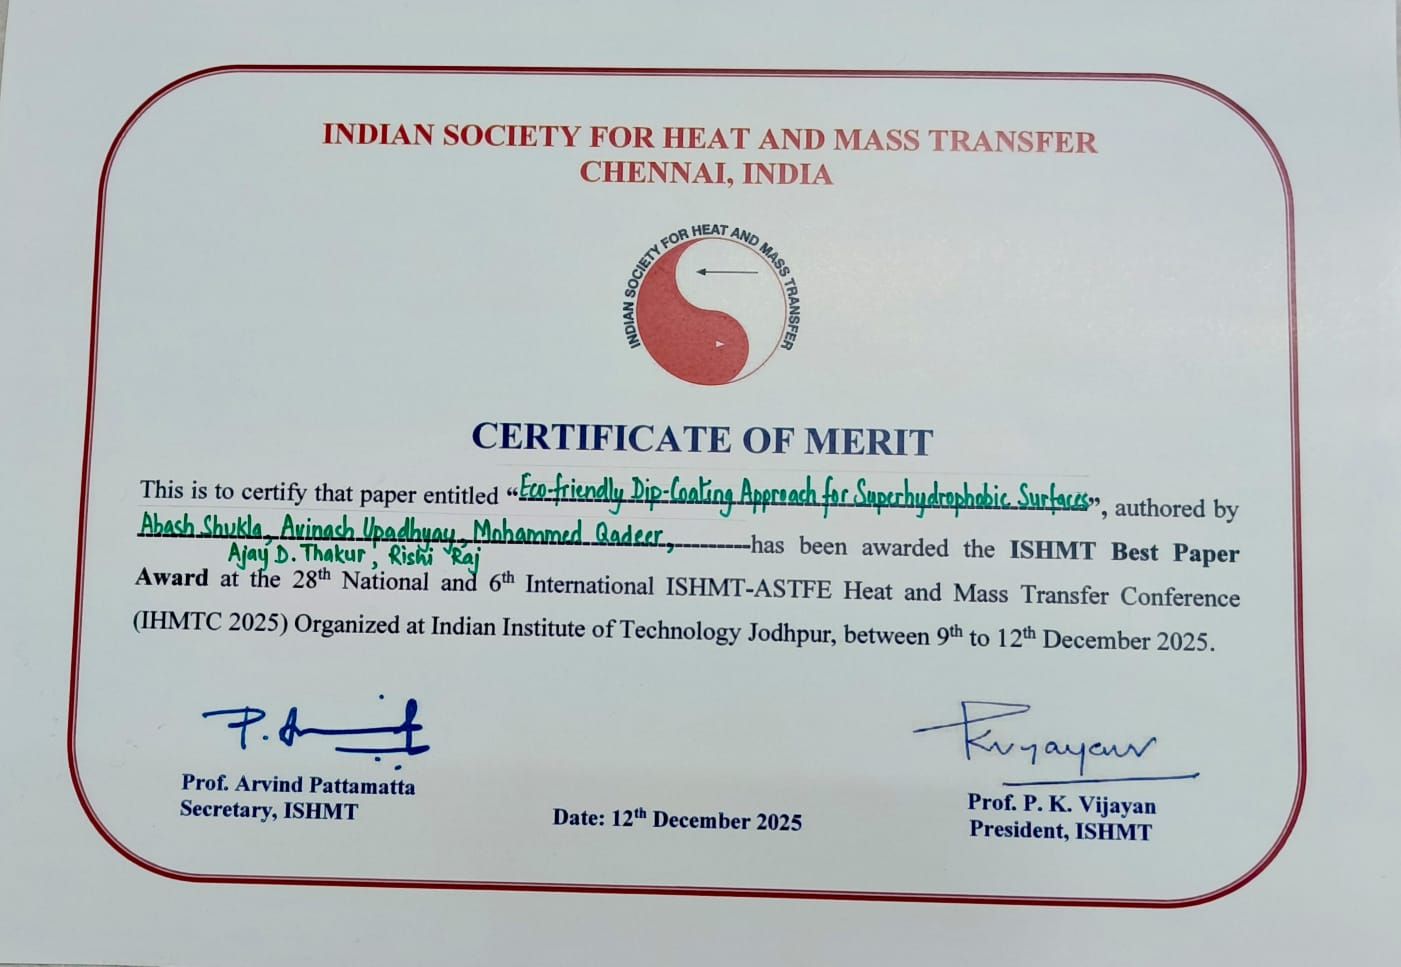 INDIAN SOCIETY FOR HEAT AND MASS TRANSFER
CHENNAI, INDIA
INDIAN SOCIETY FOR HEAT AND MASS TRANSFER
CERTIFICATE OF MERIT
This is to certify that paper entitled “Eco-friendly Dip-Coating Approach for Superhydrophobic Surfaces”, authored by
Abash Shukla, Avinash Upadhyay, Mohammed Qadeer, has been awarded the ISHMT Best Paper
Ajay D. Thakur, Rishi Raj
Award at the 28th National and 6th International ISHMT-ASTFE Heat and Mass Transfer Conference
(IHMTC 2025) Organized at Indian Institute of Technology Jodhpur, between 9th to 12th December 2025.
Prof. Arvind Pattamatta
Secretary, ISHMT
Date: 12th December 2025
Prof. P. K. Vijayan
President, ISHMT